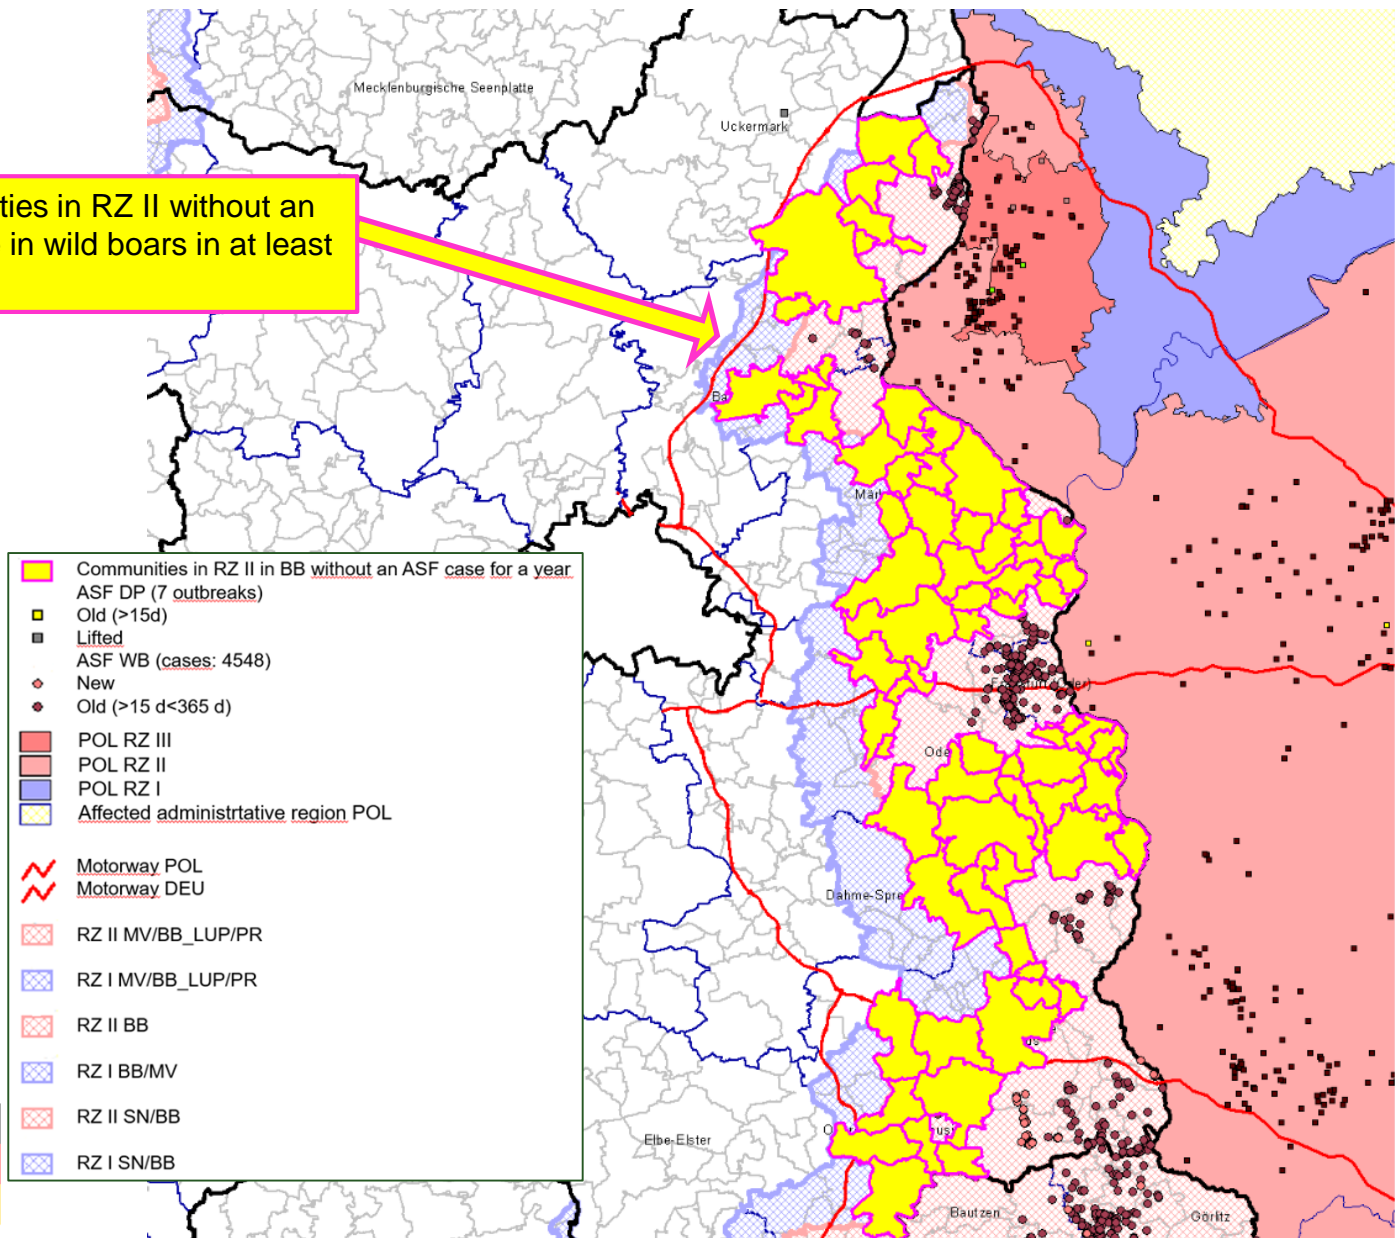 Mecklenburgische Seenplatte
Uckermark
ties in RZ II without an
in wild boars in at least
Ba
Mär
Communities in RZ II in BB without an ASF case for a year
ASF DP (7 outbreaks)
Old (>15d)
Lifted
ASF WB (cases: 4548)
New
Old (>15 d<365 d)
POL RZ III
POL RZ II
POL RZ I
Affected administrtative region POL
Motorway POL
Motorway DEU
RZ II MV/BB_LUP/PR
RZ I MV/BB_LUP/PR
RZ II BB
RZ I BB/MV
RZ II SN/BB
RZ I SN/BB
Ode
Dahme-Spre
Elbe-Elster
Bautzen
Görlitz